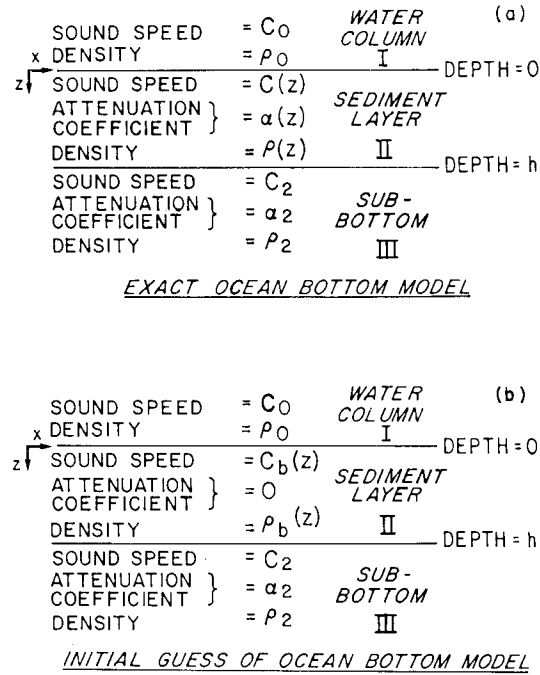 (a)
SOUND SPEED = C0 WATER
DENSITY = ρ0 COLUMN
I
X
Z DEPTH = 0
SOUND SPEED = C(z)
ATTENUATION
COEFFICIENT } = α(z) SEDIMENT
LAYER
DENSITY = ρ(z) II
DEPTH = h
SOUND SPEED = C2
ATTENUATION
COEFFICIENT } = α2 SUB-
BOTTOM
DENSITY = ρ2 III
EXACT OCEAN BOTTOM MODEL
(b)
SOUND SPEED = C0 WATER
DENSITY = ρ0 COLUMN
I
X
Z DEPTH = 0
SOUND SPEED = Cb(z)
ATTENUATION
COEFFICIENT } = 0 SEDIMENT
LAYER
DENSITY = ρb(z) II
DEPTH = h
SOUND SPEED = C2
ATTENUATION
COEFFICIENT } = α2 SUB-
BOTTOM
DENSITY = ρ2 III
INITIAL GUESS OF OCEAN BOTTOM MODEL